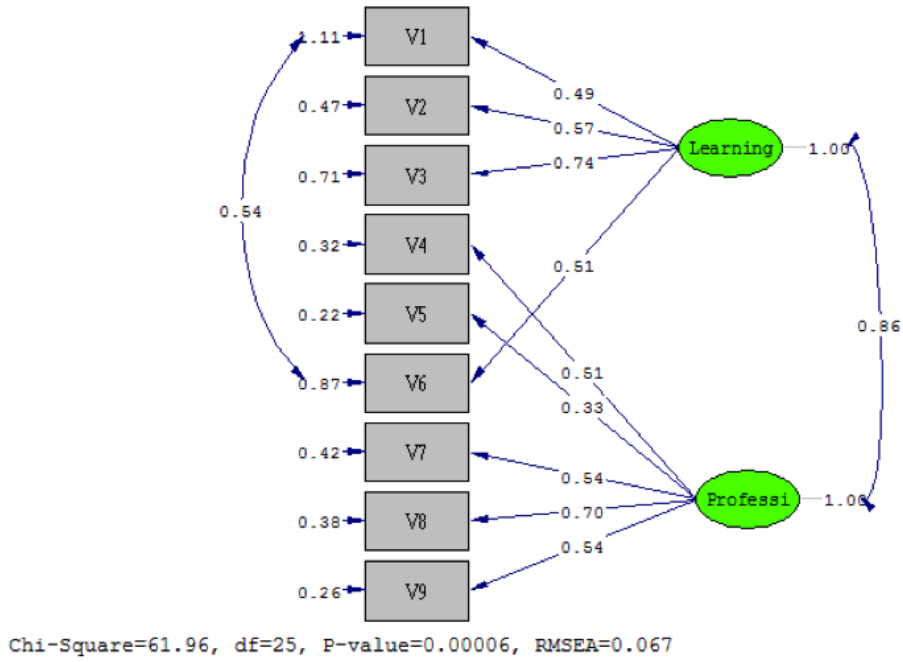 1.11 V1
0.49
0.47 V2
0.57
Learning 1.00
0.74
0.71 V3
0.54
0.32 V4
0.51
0.22 V5
0.86
0.87 V6
0.51
0.33
0.42 V7
0.54
Professi 1.00
0.70
0.38 V8
0.54
0.26 V9
Chi-Square=61.96, df=25, P-value=0.00006, RMSEA=0.067